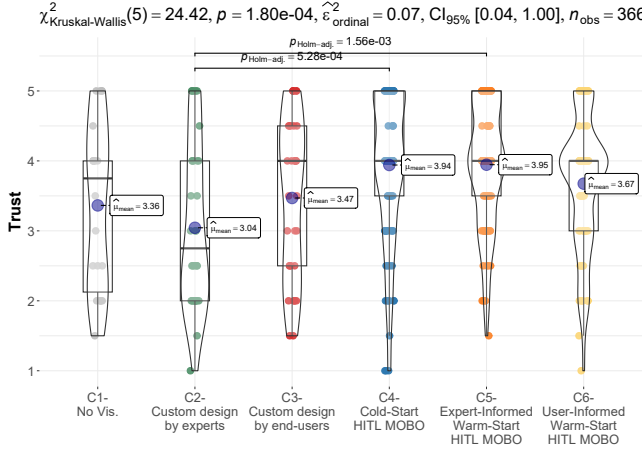 χ²Kruskal-Wallis(5) = 24.42, p = 1.80e-04, ε̂²ordinal = 0.07, CI95% [0.04, 1.00], nobs = 366
pHolm-adj. = 1.56e-03
pHolm-adj. = 5.28e-04
Trust
5
4
3
2
1
μ̂mean = 3.36
μ̂mean = 3.04
μ̂mean = 3.47
μ̂mean = 3.94
μ̂mean = 3.95
μ̂mean = 3.67
C1-
No Vis.
C2-
Custom design
by experts
C3-
Custom design
by end-users
C4-
Cold-Start
HITL MOBO
C5-
Expert-Informed
Warm-Start
HITL MOBO
C6-
User-Informed
Warm-Start
HITL MOBO